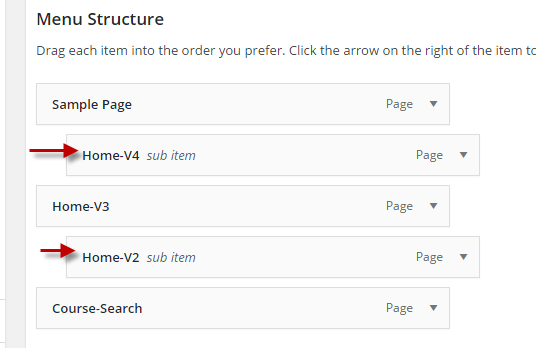 Menu Structure
Drag each item into the order you prefer. Click the arrow on the right of the item to
Sample Page Page
Home-V4 sub item Page
Home-V3 Page
Home-V2 sub item Page
Course-Search Page